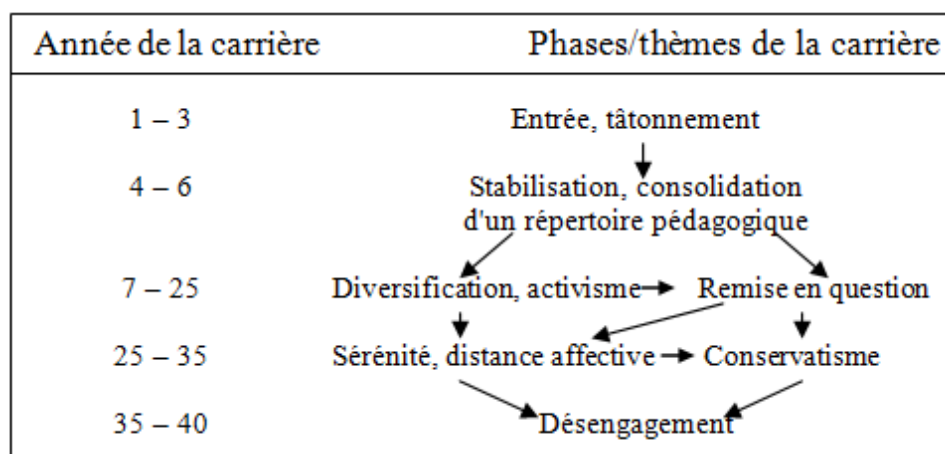 Année de la carrière Phases/thèmes de la carrière
1 – 3 Entrée, tâtonnement
4 – 6 Stabilisation, consolidation
d'un répertoire pédagogique
7 – 25 Diversification, activisme Remise en question
25 – 35 Sérénité, distance affective Conservatisme
35 – 40 Désengagement